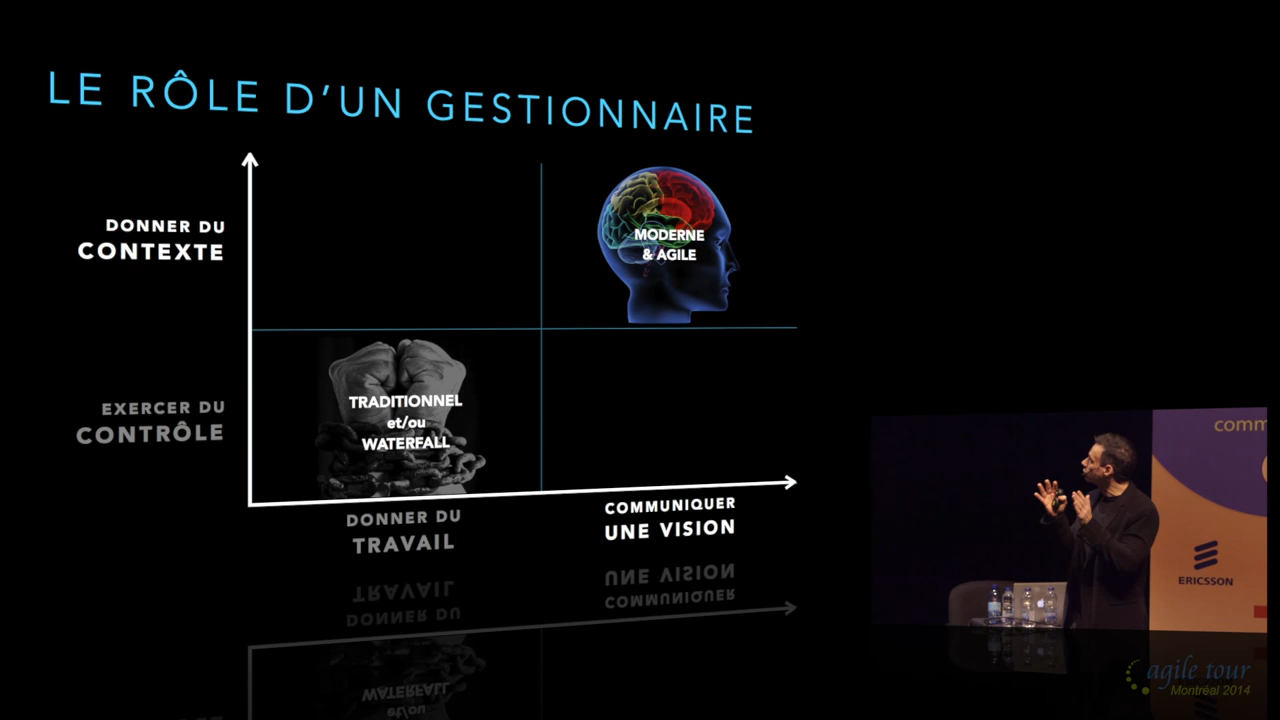 LE RÔLE D'UN GESTIONNAIRE
DONNER DU
CONTEXTE
MODERNE
& AGILE
EXERCER DU
CONTRÔLE
TRADITIONNEL
et/ou
WATERFALL
DONNER DU
TRAVAIL
COMMUNIQUER
UNE VISION
comm
ERICSSON
agile tour
Montréal 2014